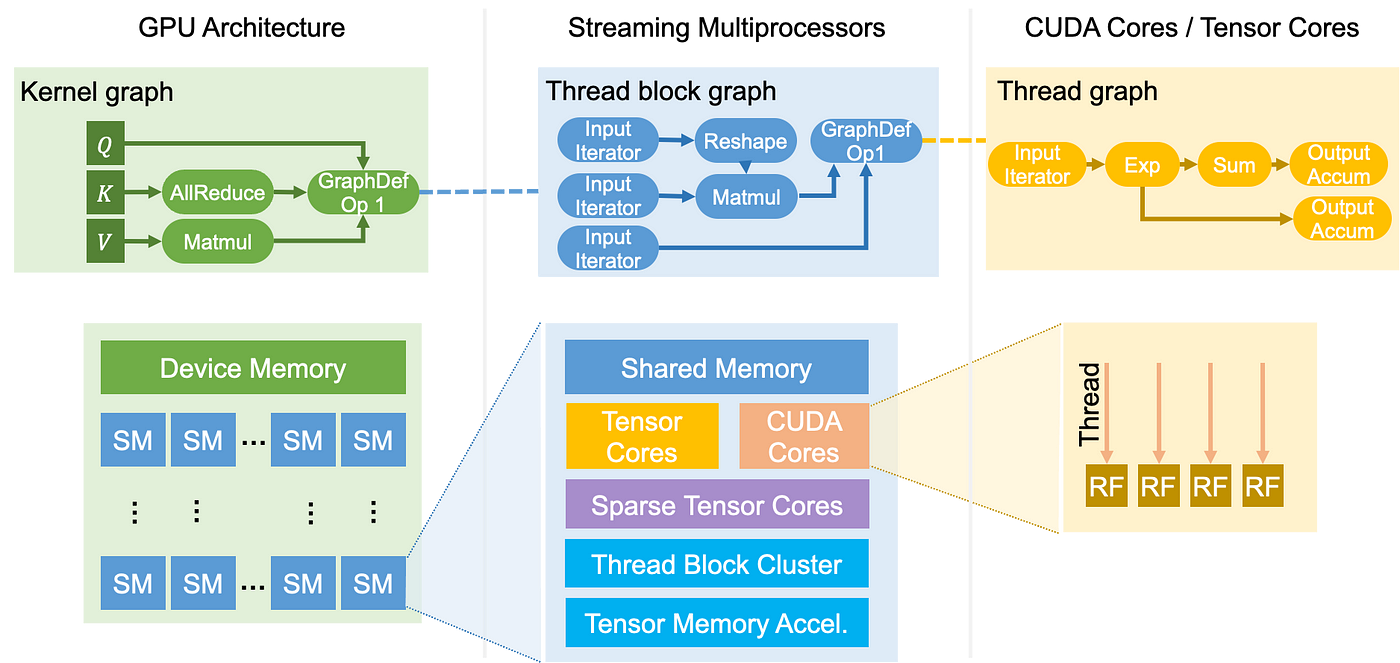 GPU Architecture
Streaming Multiprocessors
CUDA Cores / Tensor Cores
Kernel graph
Q
K
V
AllReduce
Matmul
GraphDef
Op 1
Thread block graph
Input
Iterator
Reshape
GraphDef
Op1
Input
Iterator
Matmul
Input
Iterator
Thread graph
Input
Iterator
Exp
Sum
Output
Accum
Output
Accum
Device Memory
SM
SM
...
SM
SM
SM
SM
...
SM
SM
Shared Memory
Tensor
Cores
CUDA
Cores
Sparse Tensor Cores
Thread Block Cluster
Tensor Memory Accel.
Thread
RF
RF
RF
RF